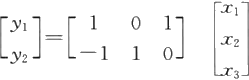 [y₁ y₂] = [1 0 1; −1 1 0] [x₁ x₂ x₃]